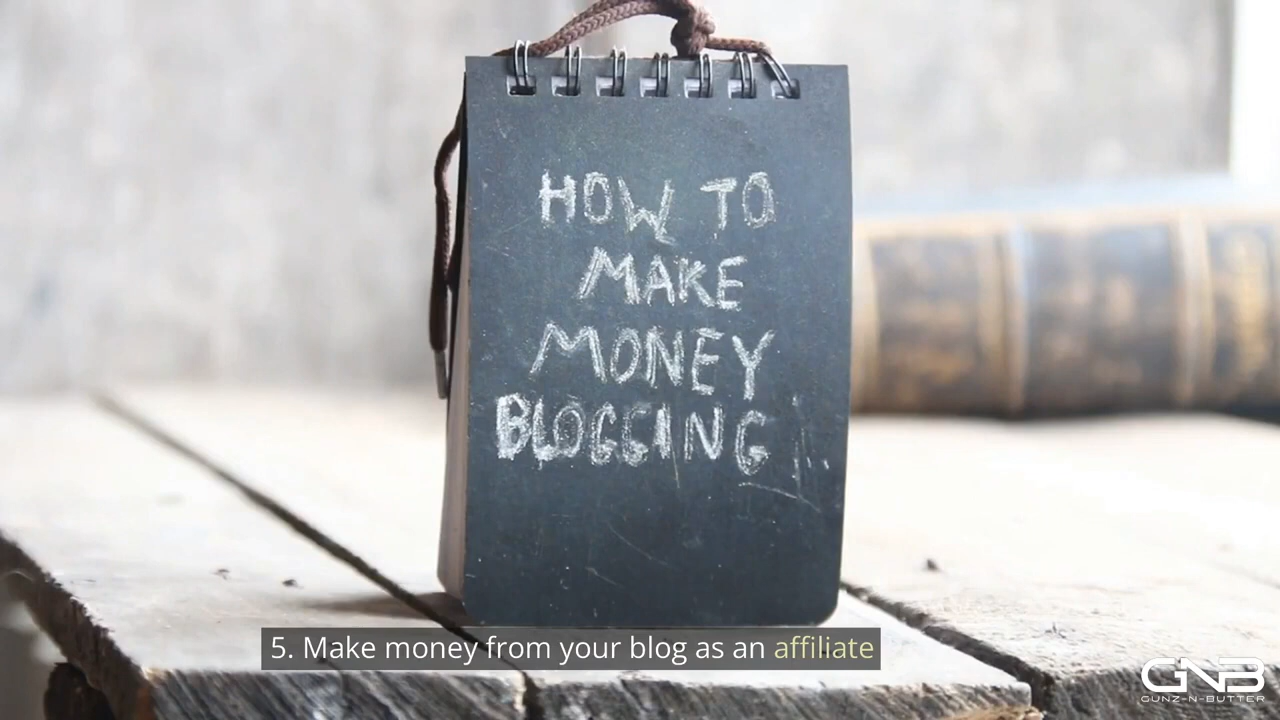 HOW TO
MAKE
MONEY
BLOGGING
5. Make money from your blog as an affiliate
GNB
GUNZ-N-BUTTER